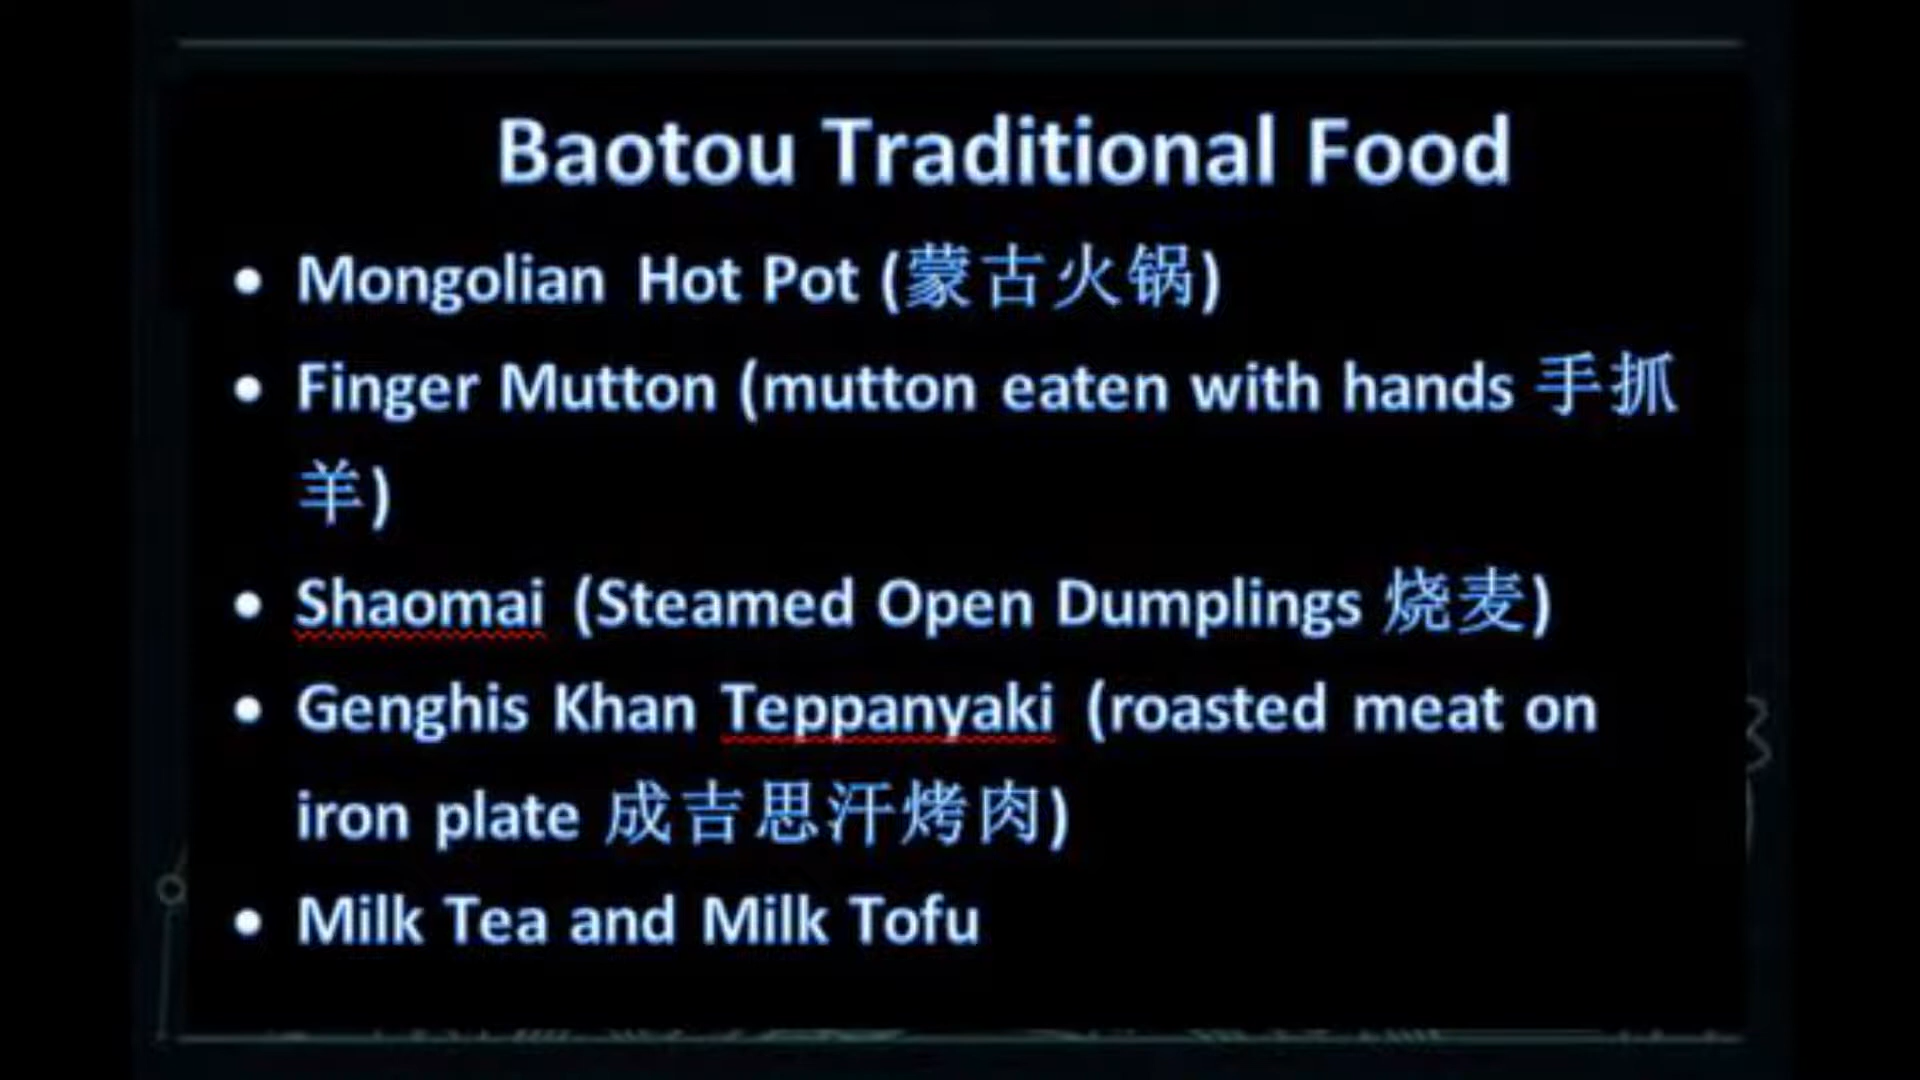 Baotou Traditional Food
• Mongolian Hot Pot (蒙古火锅)
• Finger Mutton (mutton eaten with hands 手抓
羊)
• Shaomai (Steamed Open Dumplings 烧麦)
• Genghis Khan Teppanyaki (roasted meat on
iron plate 成吉思汗烤肉)
• Milk Tea and Milk Tofu